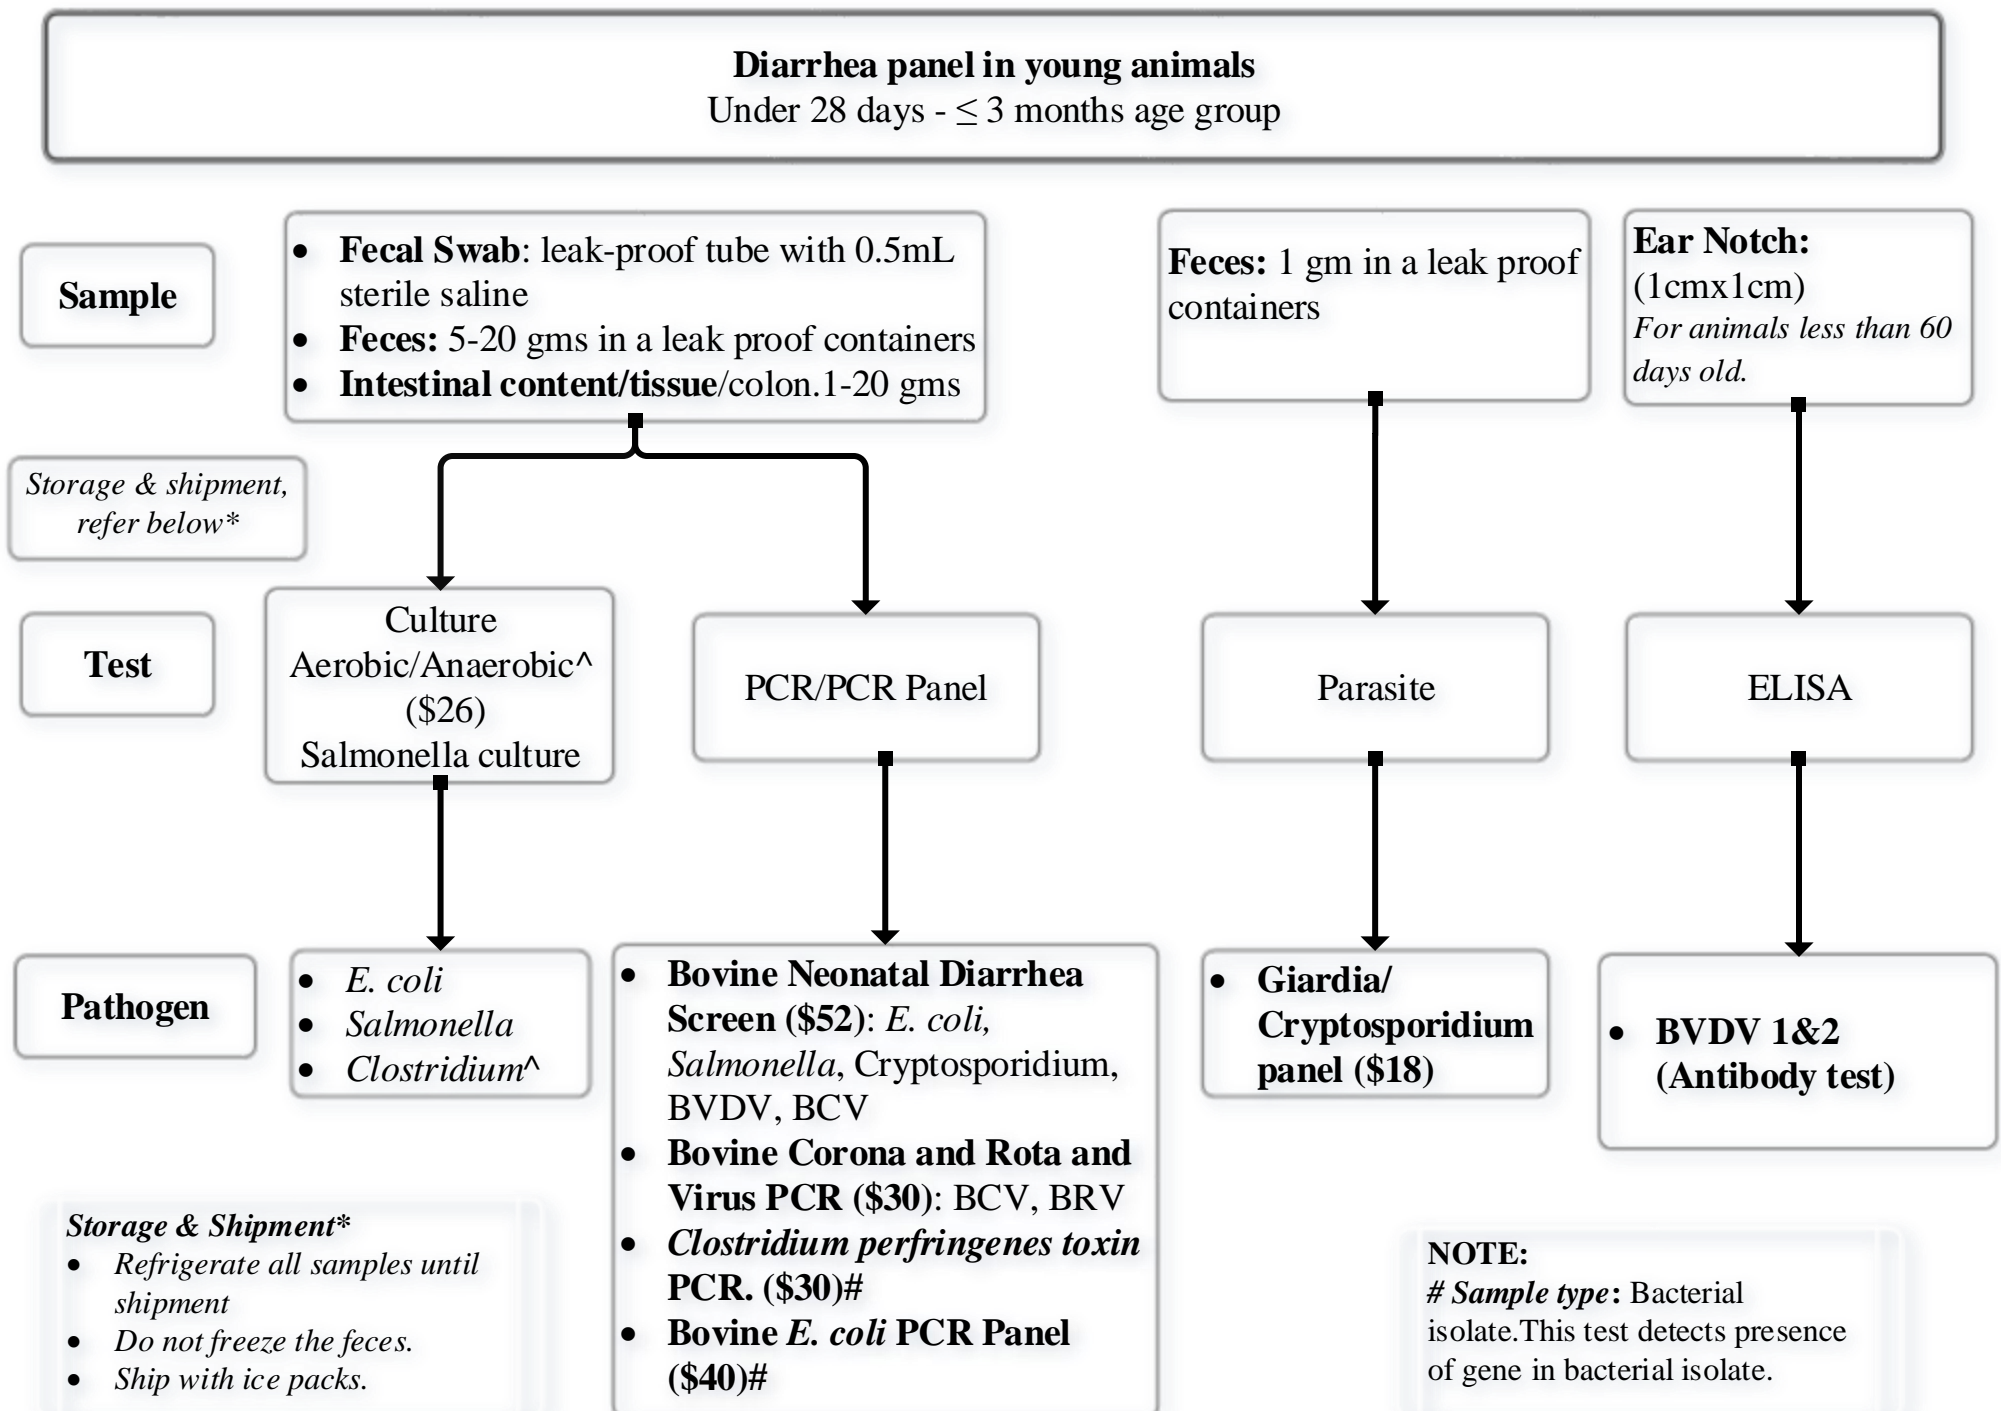 Diarrhea panel in young animals
Under 28 days - ≤ 3 months age group
Sample
• Fecal Swab: leak-proof tube with 0.5mL
sterile saline
• Feces: 5-20 gms in a leak proof containers
• Intestinal content/tissue/colon.1-20 gms
Feces: 1 gm in a leak proof
containers
Ear Notch:
(1cmx1cm)
For animals less than 60
days old.
Storage & shipment,
refer below*
Test
Culture
Aerobic/Anaerobic^
($26)
Salmonella culture
PCR/PCR Panel
Parasite
ELISA
Pathogen
• E. coli
• Salmonella
• Clostridium^
• Bovine Neonatal Diarrhea
Screen ($52): E. coli,
Salmonella, Cryptosporidium,
BVDV, BCV
• Bovine Corona and Rota and
Virus PCR ($30): BCV, BRV
• Clostridium perfringenes toxin
PCR. ($30)#
• Bovine E. coli PCR Panel
($40)#
• Giardia/
Cryptosporidium
panel ($18)
• BVDV 1&2
(Antibody test)
Storage & Shipment*
• Refrigerate all samples until
shipment
• Do not freeze the feces.
• Ship with ice packs.
NOTE:
# Sample type: Bacterial
isolate.This test detects presence
of gene in bacterial isolate.